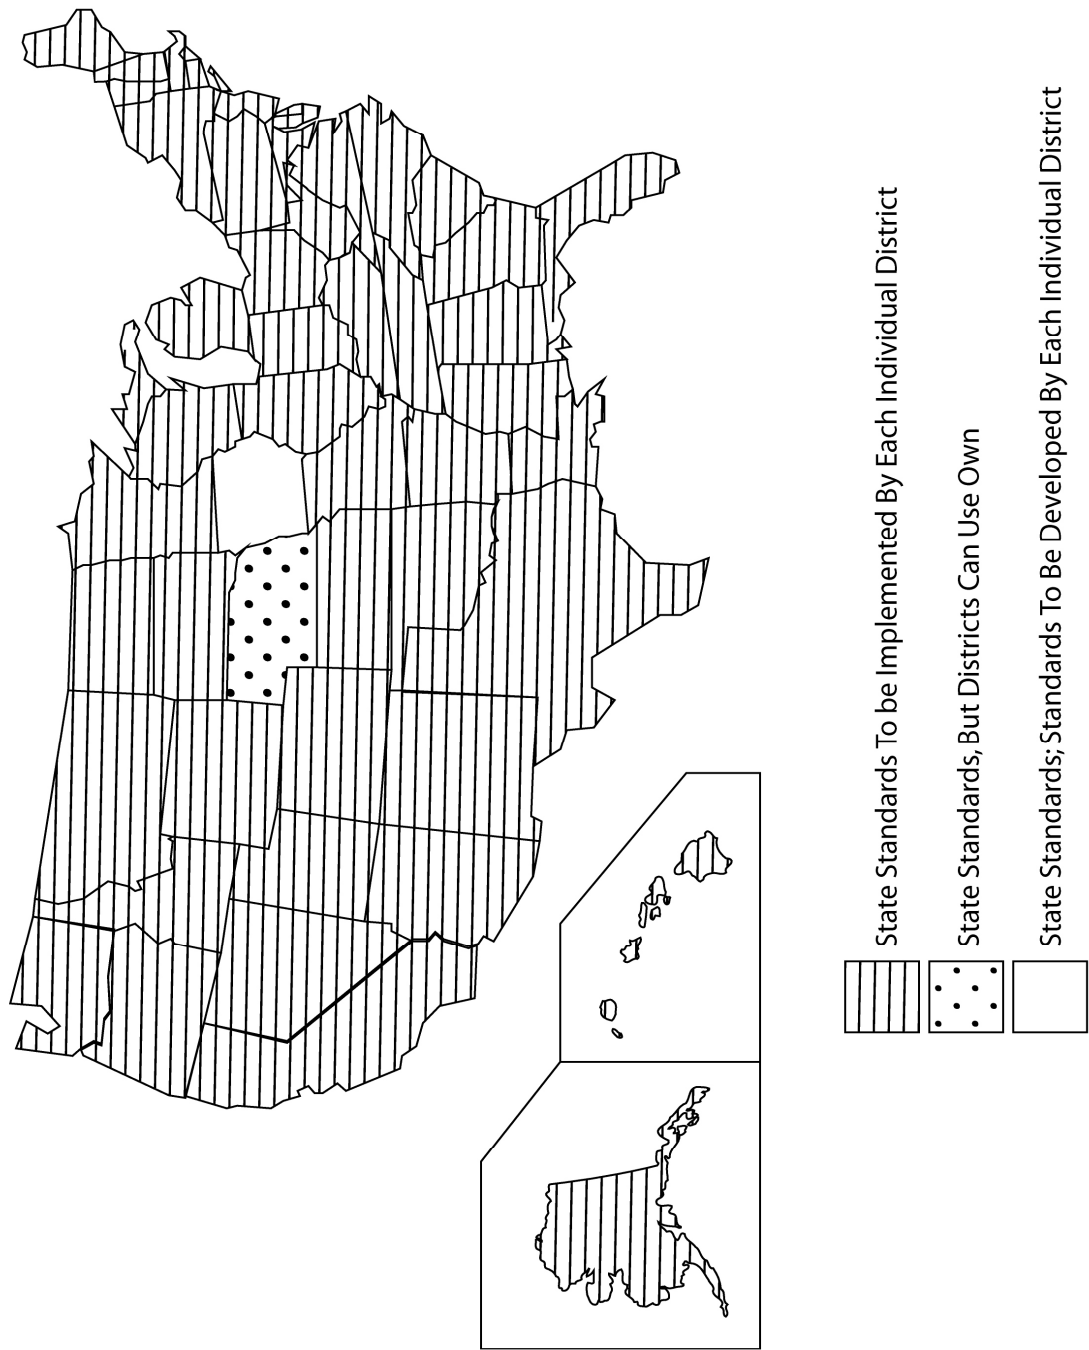 State Standards To be Implemented By Each Individual District
State Standards, But Districts Can Use Own
State Standards; Standards To Be Developed By Each Individual District